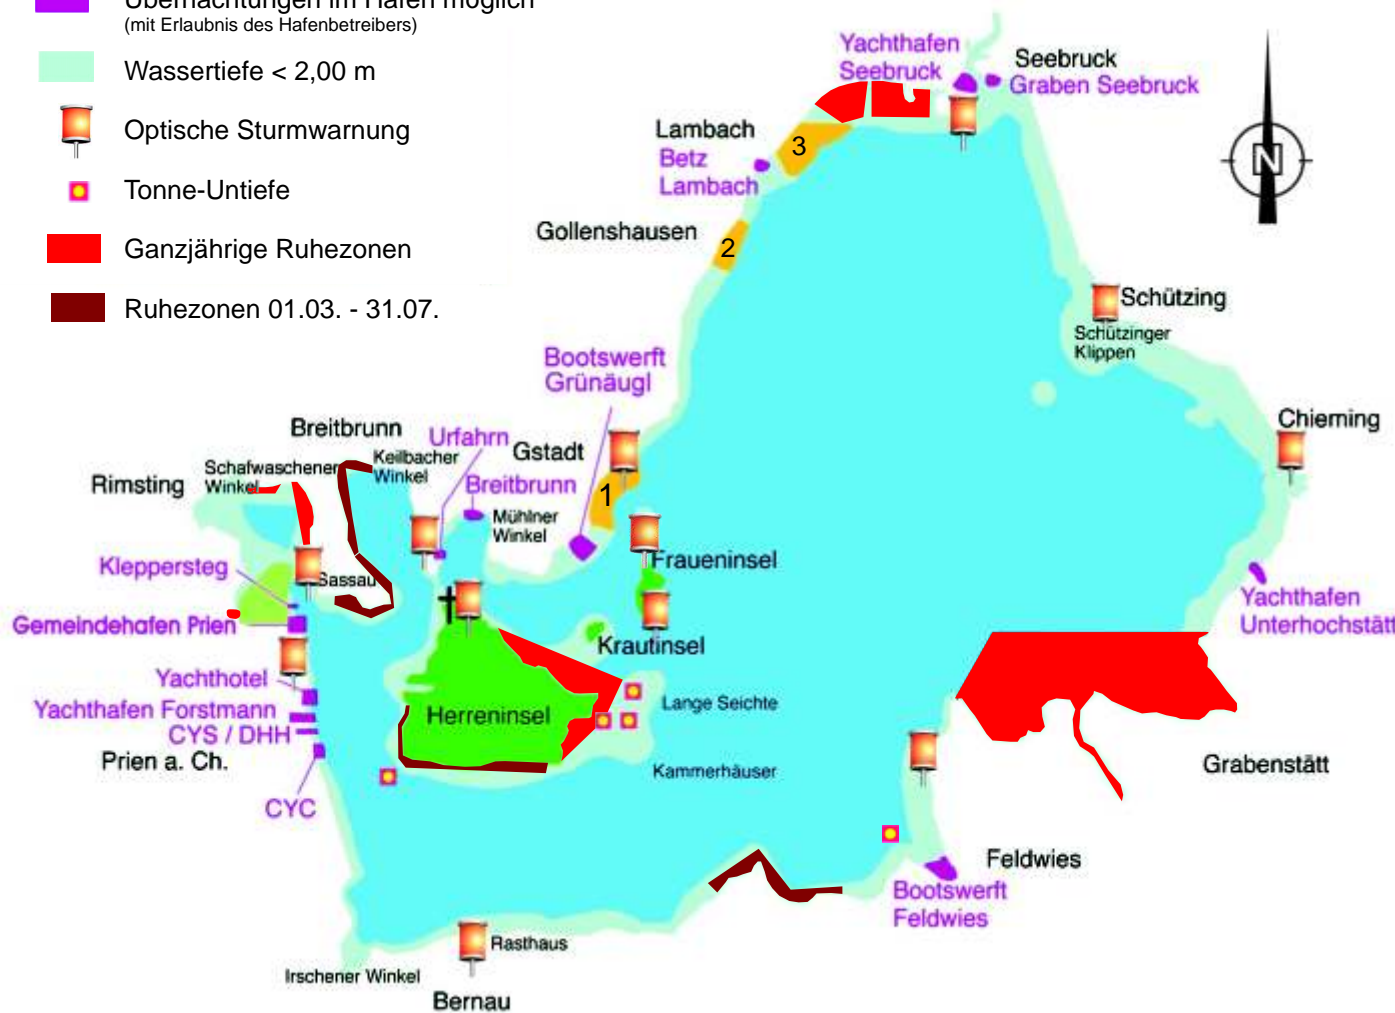 Übernachtungen im Hafen möglich
(mit Erlaubnis des Hafenbetreibers)
Wassertiefe < 2,00 m
Optische Sturmwarnung
Tonne-Untiefe
Ganzjährige Ruhezonen
Ruhezonen 01.03. - 31.07.
Yachthafen
Seebruck
Seebruck
Graben Seebruck
Lambach
Betz
Lambach
3
Gollenshausen
2
N
Schützing
Schützinger
Klippen
Chieming
Bootswerft
Grünäugl
Breitbrunn
Urfahrn
Gstadt
Keilbacher
Winkel
Schafwaschener
Winkel
Rimsting
Breitbrunn
1
Mühlner
Winkel
Kleppersteg
Sassau
Fraueninsel
Gemeindehafen Prien
Krautinsel
Yachthafen
Unterhochstätt
Yachthotel
Yachthafen Forstmann
CYS / DHH
Prien a. Ch.
Herreninsel
Lange Seichte
Kammerhäuser
Grabenstätt
CYC
Feldwies
Bootswerft
Feldwies
Rasthaus
Irschener Winkel
Bernau